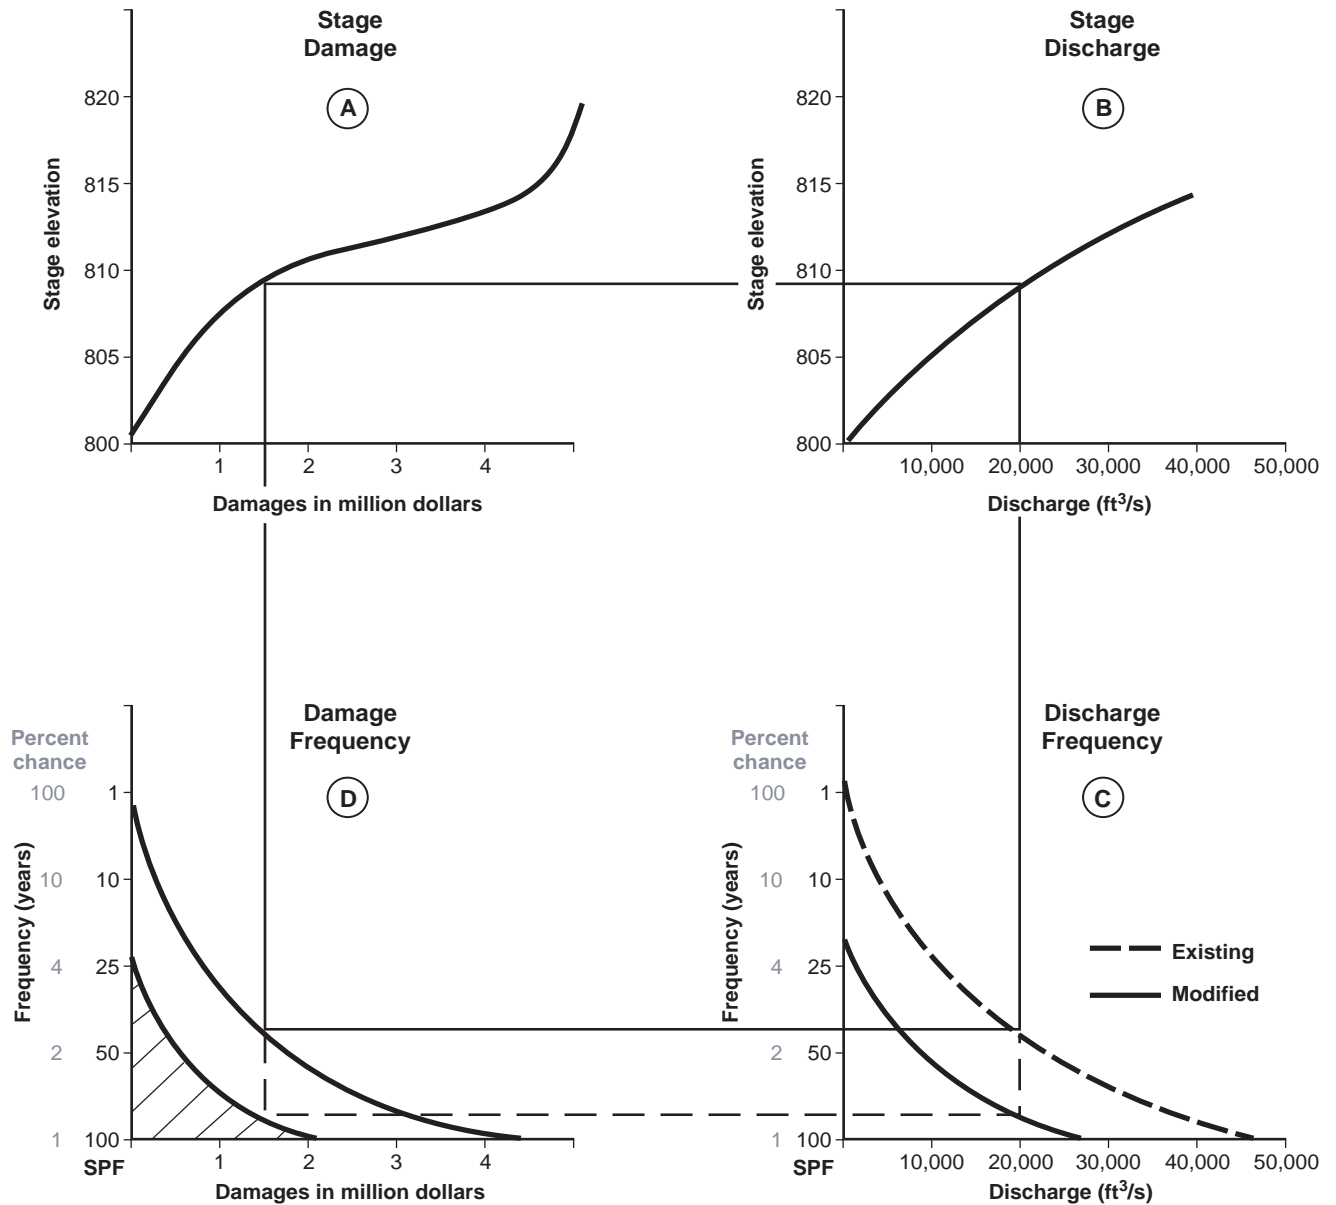 Stage
Damage
A
820
815
810
805
800
Stage elevation
1 2 3 4
Damages in million dollars
Stage
Discharge
B
820
815
810
805
800
Stage elevation
10,000 20,000 30,000 40,000 50,000
Discharge (ft³/s)
Damage
Frequency
D
Percent
chance
100 1
10 10
4 25
2 50
1 100
SPF
Frequency (years)
1 2 3 4
Damages in million dollars
Discharge
Frequency
C
Percent
chance
100 1
10 10
4 25
2 50
1 100
SPF
Frequency (years)
Existing
Modified
10,000 20,000 30,000 40,000 50,000
Discharge (ft³/s)